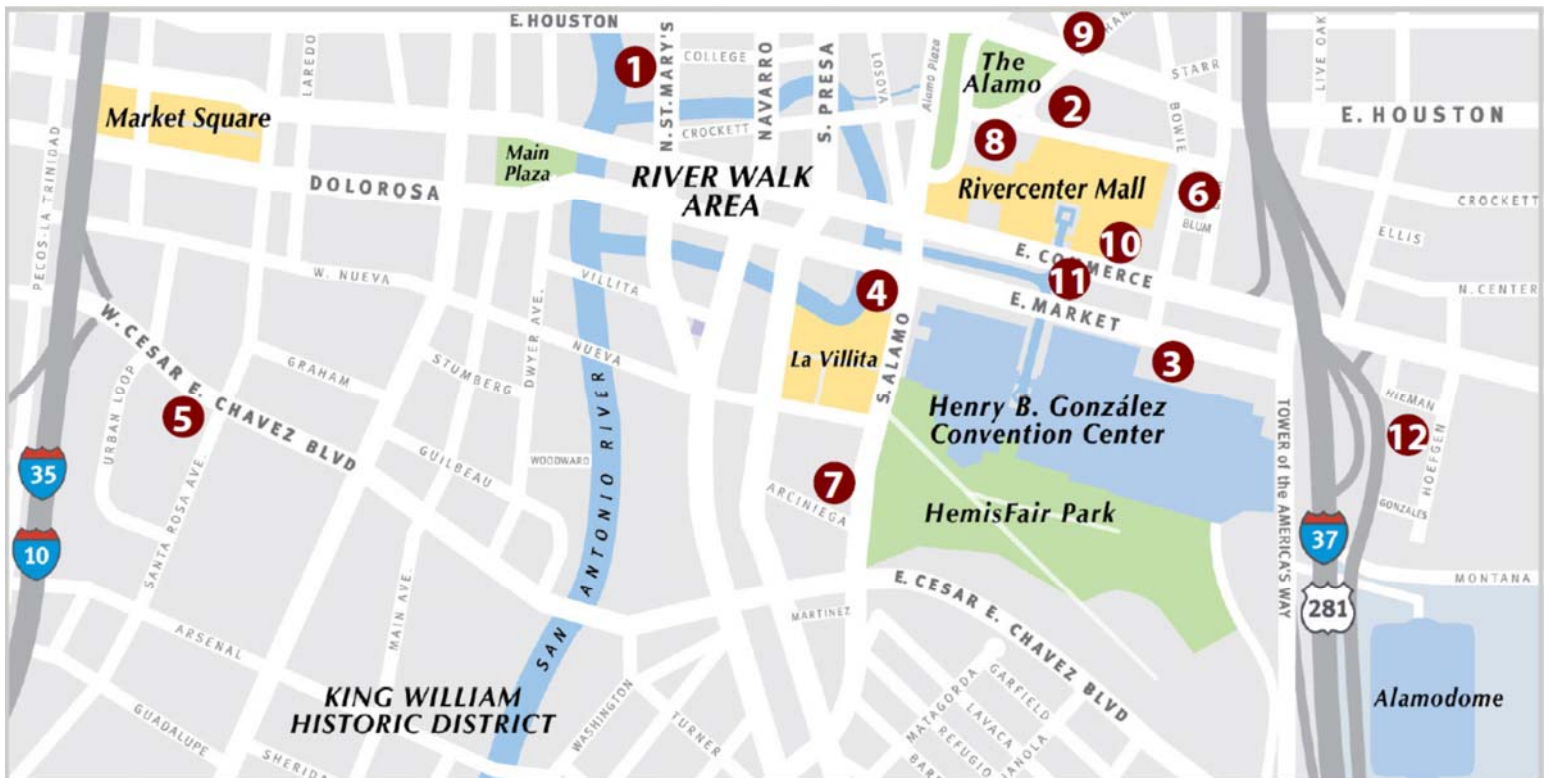 E. HOUSTON
9
STARR
LIVE OAK
1
COLLEGE
N. ST. MARY'S
NAVARRO
S. PRESA
LOSOYA
Alamo Plaza
The
Alamo
2
BOWIE
E. HOUSTON
LAREDO
Market Square
CROCKETT
8
Main
Plaza
RIVER WALK
AREA
DOLOROSA
Rivercenter Mall
6
CROCKETT
BLUM
ELLIS
PECOS-LA TRINIDAD
10
E. COMMERCE
11
E. MARKET
N. CENTER
W. NUEVA
VILLITA
4
NUEVA
La Villita
S. ALAMO
3
W. CESAR E. CHAVEZ BLVD
GRAHAM
STUMBERG
DWYER AVE.
URBAN LOOP
5
Henry B. González
Convention Center
TOWER of the AMERICA'S WAY
12
HOEFGEN
GONZALES
35
10
SANTA ROSA AVE.
GUILBEAU
WOODWARD
SAN ANTONIO RIVER
7
ARCINIEGA
HemisFair Park
37
281
MONTANA
E. CESAR E. CHAVEZ BLVD
MARTINEZ
ARSENAL
MAIN AVE.
KING WILLIAM
HISTORIC DISTRICT
GUADALUPE
WASHINGTON
TURNER
MATAGORDA
GARFIELD
LAVACA
REFUGIO
Alamodome